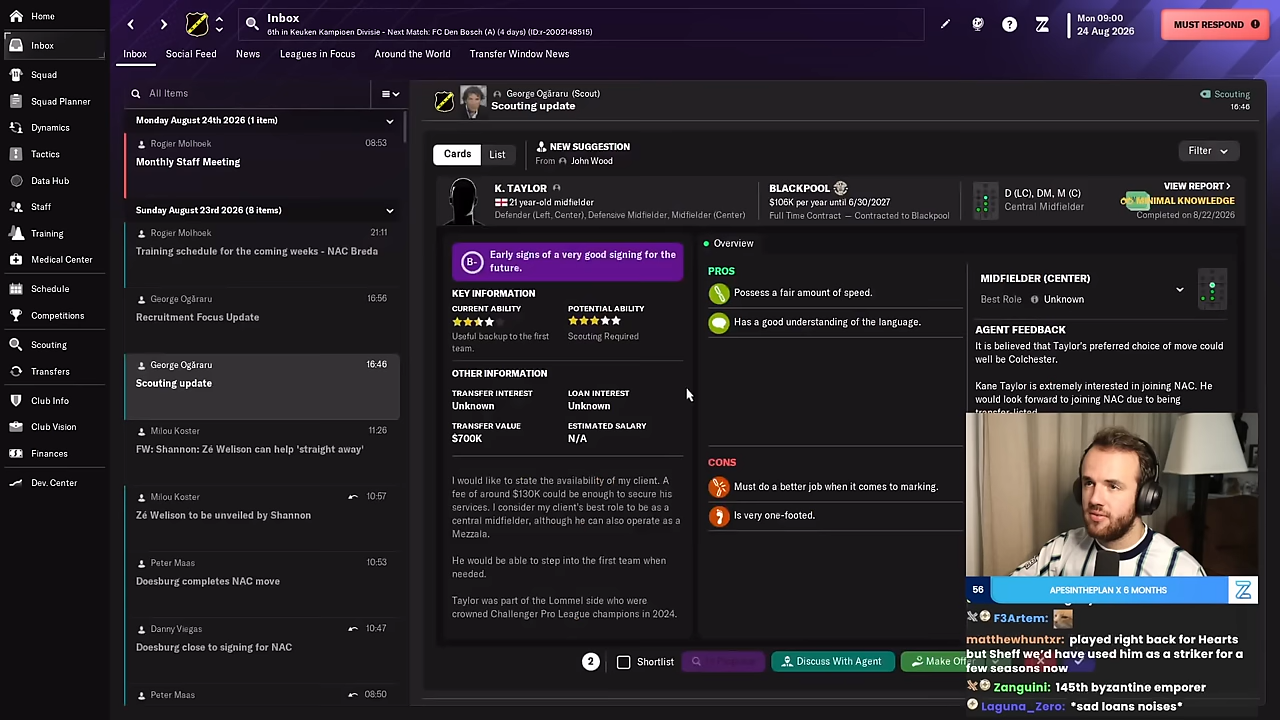 Home
Inbox
Squad
Squad Planner
Dynamics
Tactics
Data Hub
Staff
Training
Medical Center
Schedule
Competitions
Scouting
Transfers
Club Info
Club Vision
Finances
Dev. Center
Inbox
6th in Keuken Kampioen Divisie - Next Match: FC Den Bosch (A) (4 days) (ID:r-2002148515)
Mon 09:00
24 Aug 2026
MUST RESPOND
Inbox
Social Feed
News
Leagues in Focus
Around the World
Transfer Window News
All Items
Monday August 24th 2026 (1 item)
Rogier Molhoek 08:53
Monthly Staff Meeting
Sunday August 23rd 2026 (8 items)
Rogier Molhoek 21:11
Training schedule for the coming weeks - NAC Breda
George Ogăraru 16:56
Recruitment Focus Update
George Ogăraru 16:46
Scouting update
Milou Koster 11:26
FW: Shannon: Zé Welison can help 'straight away'
Milou Koster 10:57
Zé Welison to be unveiled by Shannon
Peter Maas 10:53
Doesburg completes NAC move
Danny Viegas 10:47
Doesburg close to signing for NAC
Peter Maas 08:50
George Ogăraru (Scout)
Scouting update
Scouting
16:46
Cards
List
NEW SUGGESTION
From John Wood
Filter
K. TAYLOR
21 year-old midfielder
Defender (Left, Center), Defensive Midfielder, Midfielder (Center)
BLACKPOOL
$106K per year until 6/30/2027
Full Time Contract — Contracted to Blackpool
D (LC), DM, M (C)
Central Midfielder
VIEW REPORT >
MINIMAL KNOWLEDGE
Completed on 8/22/2026
B-
Early signs of a very good signing for the
future.
KEY INFORMATION
CURRENT ABILITY
POTENTIAL ABILITY
Useful backup to the first
team.
Scouting Required
OTHER INFORMATION
TRANSFER INTEREST
Unknown
LOAN INTEREST
Unknown
TRANSFER VALUE
$700K
ESTIMATED SALARY
N/A
I would like to state the availability of my client. A
fee of around $130K could be enough to secure his
services. I consider my client's best role to be as a
central midfielder, although he can also operate as a
Mezzala.
He would be able to step into the first team when
needed.
Taylor was part of the Lommel side who were
crowned Challenger Pro League champions in 2024.
Overview
PROS
Possess a fair amount of speed.
Has a good understanding of the language.
CONS
Must do a better job when it comes to marking.
Is very one-footed.
MIDFIELDER (CENTER)
Best Role Unknown
AGENT FEEDBACK
It is believed that Taylor's preferred choice of move could
well be Colchester.
Kane Taylor is extremely interested in joining NAC. He
would look forward to joining NAC due to being
transfer-listed.
2
Shortlist
Discuss With Agent
Make Offer
56
APESINTHEPLAN X 6 MONTHS
F3Artem:
matthewhuntxr: played right back for Hearts
but Sheff we'd have used him as a striker for a
few seasons now
Zanguini: 145th byzantine emporer
Laguna_Zero: *sad loans noises*